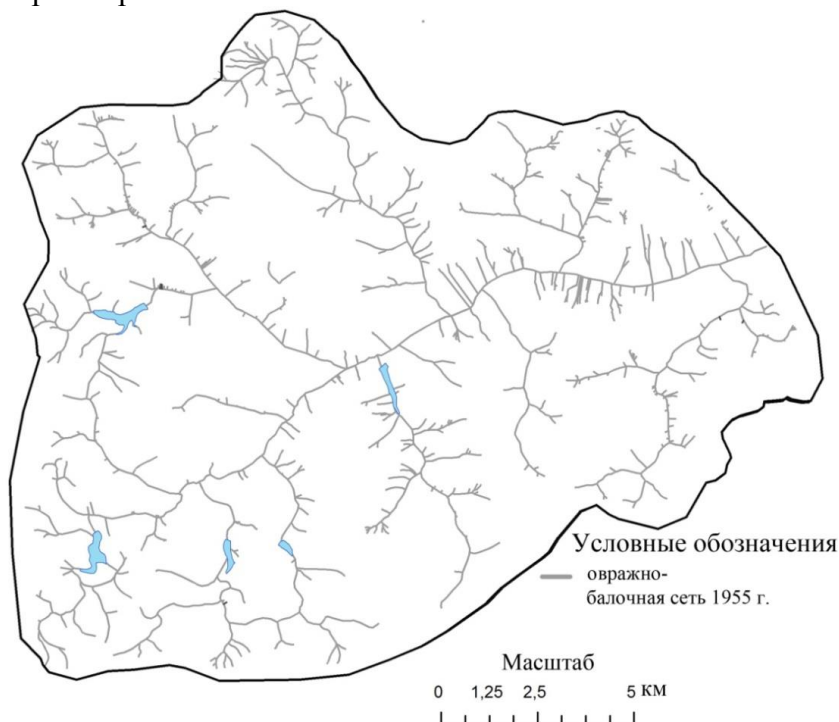 Условные обозначения
овражно-
балочная сеть 1955 г.
Масштаб
0 1,25 2,5 5 км